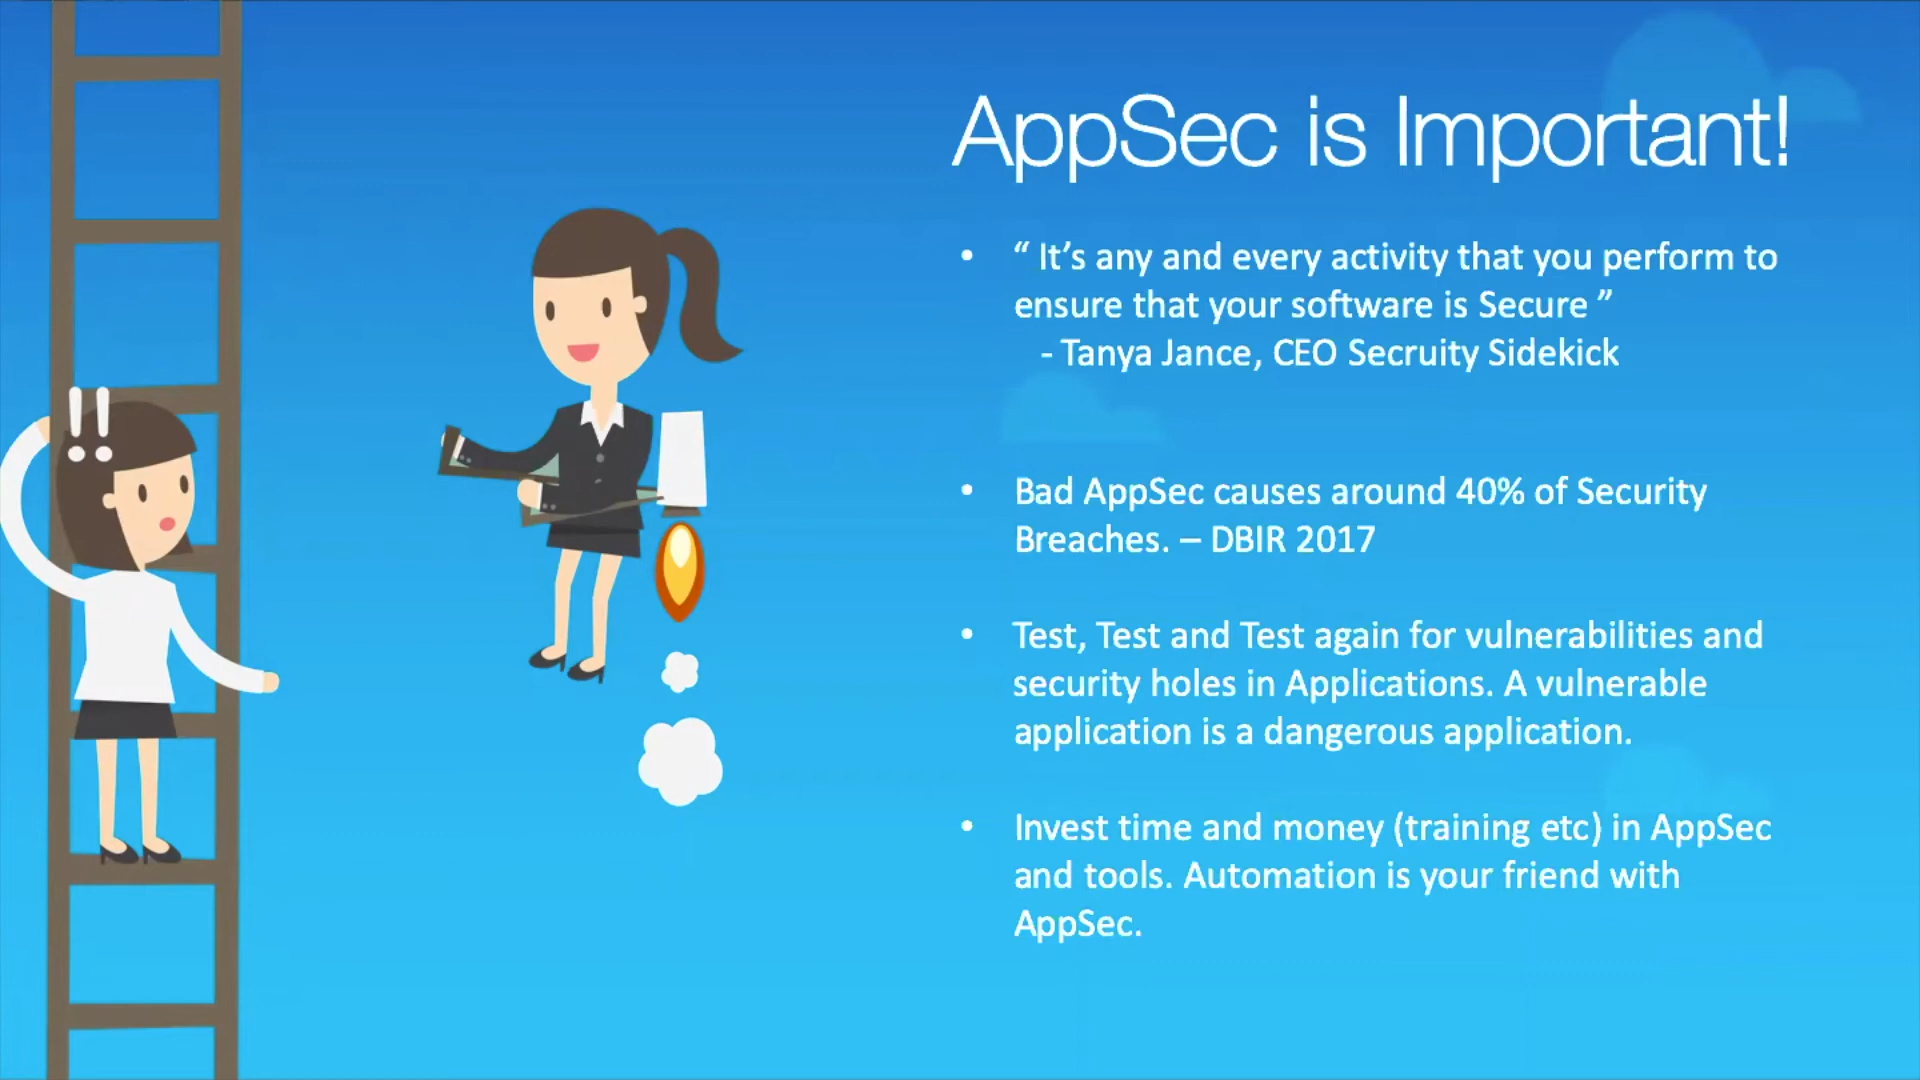 AppSec is Important!
• “ It’s any and every activity that you perform to
ensure that your software is Secure ”
- Tanya Jance, CEO Secruity Sidekick
• Bad AppSec causes around 40% of Security
Breaches. – DBIR 2017
• Test, Test and Test again for vulnerabilities and
security holes in Applications. A vulnerable
application is a dangerous application.
• Invest time and money (training etc) in AppSec
and tools. Automation is your friend with
AppSec.
!!